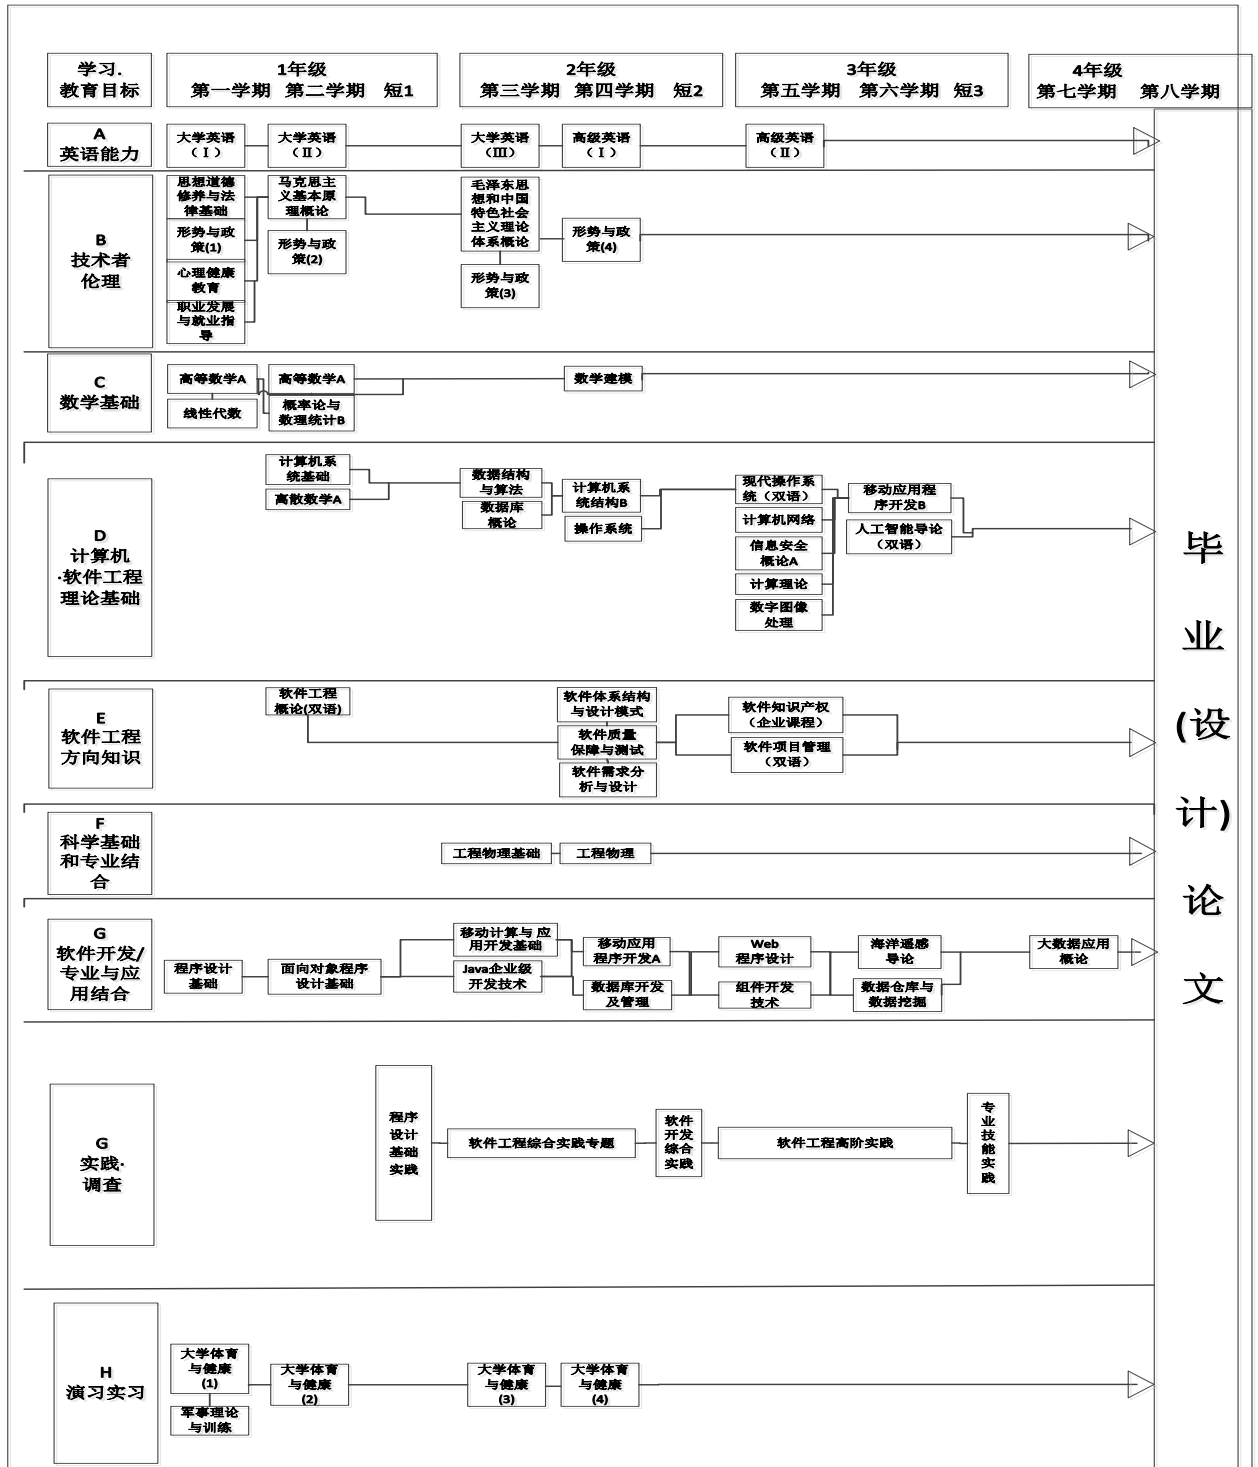 学习.
教育目标
1年级
第一学期 第二学期 短1
2年级
第三学期 第四学期 短2
3年级
第五学期 第六学期 短3
4年级
第七学期 第八学期
A
英语能力
大学英语
（Ⅰ）
大学英语
（Ⅱ）
大学英语
（Ⅲ）
高级英语
（Ⅰ）
高级英语
（Ⅱ）
B
技术者
伦理
思想道德
修养与法
律基础
形势与政
策(1)
心理健康
教育
职业发展
与就业指
导
马克思主
义基本原
理概论
形势与政
策(2)
毛泽东思
想和中国
特色社会
主义理论
体系概论
形势与政
策(3)
形势与政
策(4)
C
数学基础
高等数学A
线性代数
高等数学A
概率论与
数理统计B
数学建模
D
计算机
·软件工程
理论基础
计算机系
统基础
离散数学A
数据结构
与算法
数据库
概论
计算机系
统结构B
操作系统
现代操作系
统（双语）
计算机网络
信息安全
概论A
计算理论
数字图像
处理
移动应用程
序开发B
人工智能导论
（双语）
E
软件工程
方向知识
软件工程
概论(双语)
软件体系结构
与设计模式
软件质量
保障与测试
软件需求分
析与设计
软件知识产权
（企业课程）
软件项目管理
（双语）
F
科学基础
和专业结
合
工程物理基础
工程物理
G
软件开发/
专业与应
用结合
程序设计
基础
面向对象程序
设计基础
移动计算与 应
用开发基础
Java企业级
开发技术
移动应用
程序开发A
数据库开发
及管理
Web
程序设计
组件开发
技术
海洋遥感
导论
数据仓库与
数据挖掘
大数据应用
概论
G
实践·
调查
程序
设计
基础
实践
软件工程综合实践专题
软件
开发
综合
实践
软件工程高阶实践
专
业
技
能
实
践
H
演习实习
大学体育
与健康
(1)
军事理论
与训练
大学体育
与健康
(2)
大学体育
与健康
(3)
大学体育
与健康
(4)
毕
业
(设
计)
论
文